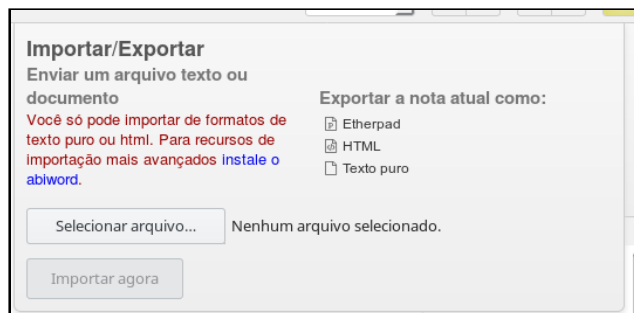 Importar/Exportar
Enviar um arquivo texto ou
documento
Você só pode importar de formatos de
texto puro ou html. Para recursos de
importação mais avançados instale o
abiword.
Exportar a nota atual como:
Etherpad
HTML
Texto puro
Selecionar arquivo... Nenhum arquivo selecionado.
Importar agora